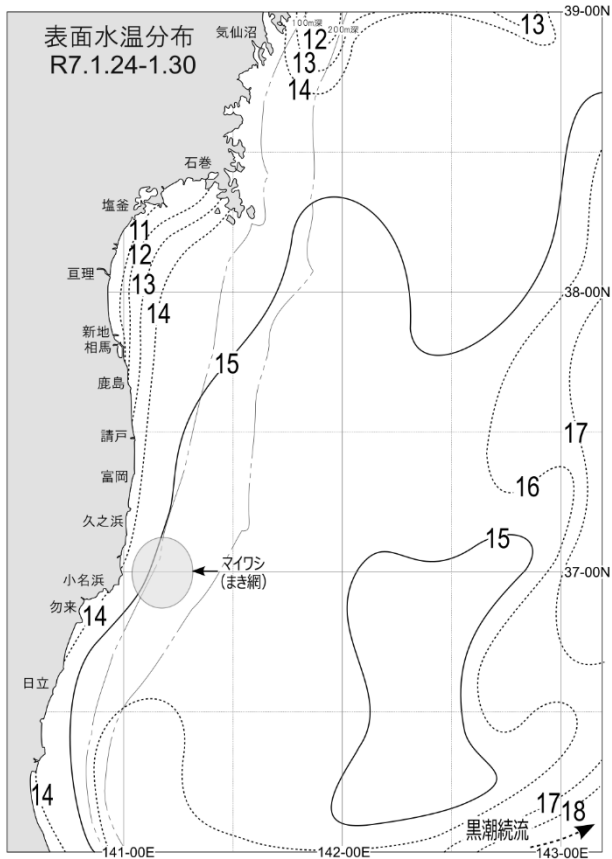 表面水温分布
R7.1.24-1.30
気仙沼
100m深
200m深
39-00N
12
13
13
14
石巻
塩釜
11
12
亘理
13
14
38-00N
新地
相馬
15
鹿島
17
請戸
富岡
16
久之浜
15
マイワシ
(まき網)
37-00N
小名浜
勿来
14
日立
14
17
18
黒潮続流
141-00E
142-00E
143-00E